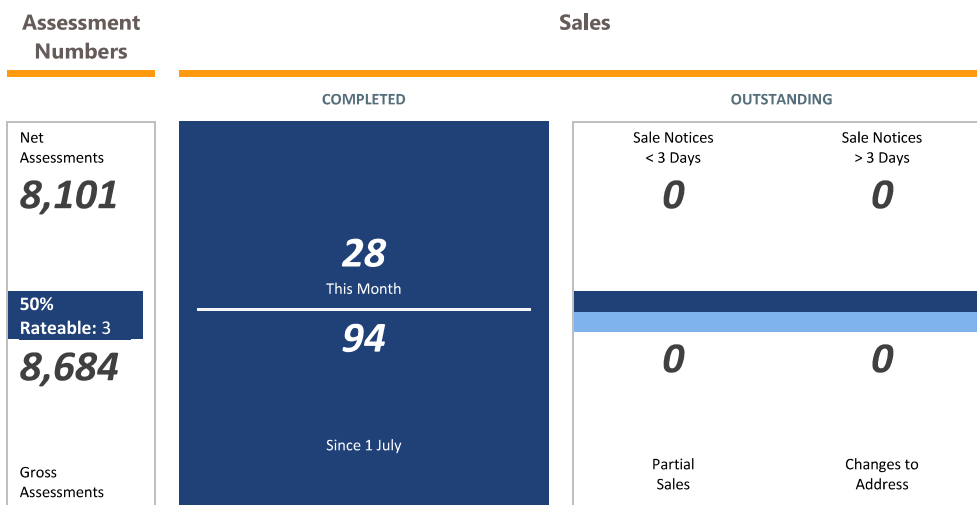 Assessment
Numbers
Sales
COMPLETED
OUTSTANDING
Net
Assessments
8,101
50%
Rateable: 3
8,684
Gross
Assessments
28
This Month
94
Since 1 July
Sale Notices
< 3 Days
0
Sale Notices
> 3 Days
0
0
Partial
Sales
0
Changes to
Address